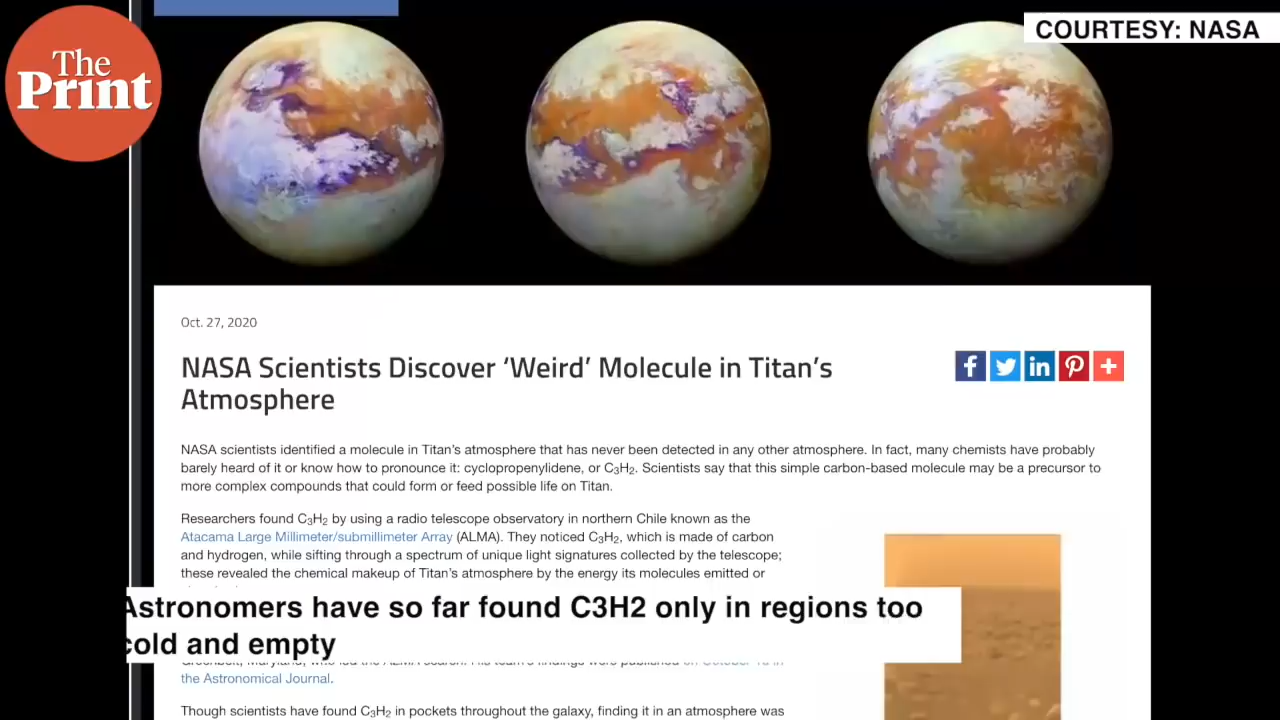 The
Print
COURTESY: NASA
Oct. 27, 2020
NASA Scientists Discover ‘Weird’ Molecule in Titan’s
Atmosphere
NASA scientists identified a molecule in Titan’s atmosphere that has never been detected in any other atmosphere. In fact, many chemists have probably
barely heard of it or know how to pronounce it: cyclopropenylidene, or C₃H₂. Scientists say that this simple carbon-based molecule may be a precursor to
more complex compounds that could form or feed possible life on Titan.
Researchers found C₃H₂ by using a radio telescope observatory in northern Chile known as the
Atacama Large Millimeter/submillimeter Array (ALMA). They noticed C₃H₂, which is made of carbon
and hydrogen, while sifting through a spectrum of unique light signatures collected by the telescope;
these revealed the chemical makeup of Titan’s atmosphere by the energy its molecules emitted or
Astronomers have so far found C3H2 only in regions too
cold and empty
the Astronomical Journal.
Though scientists have found C₃H₂ in pockets throughout the galaxy, finding it in an atmosphere was